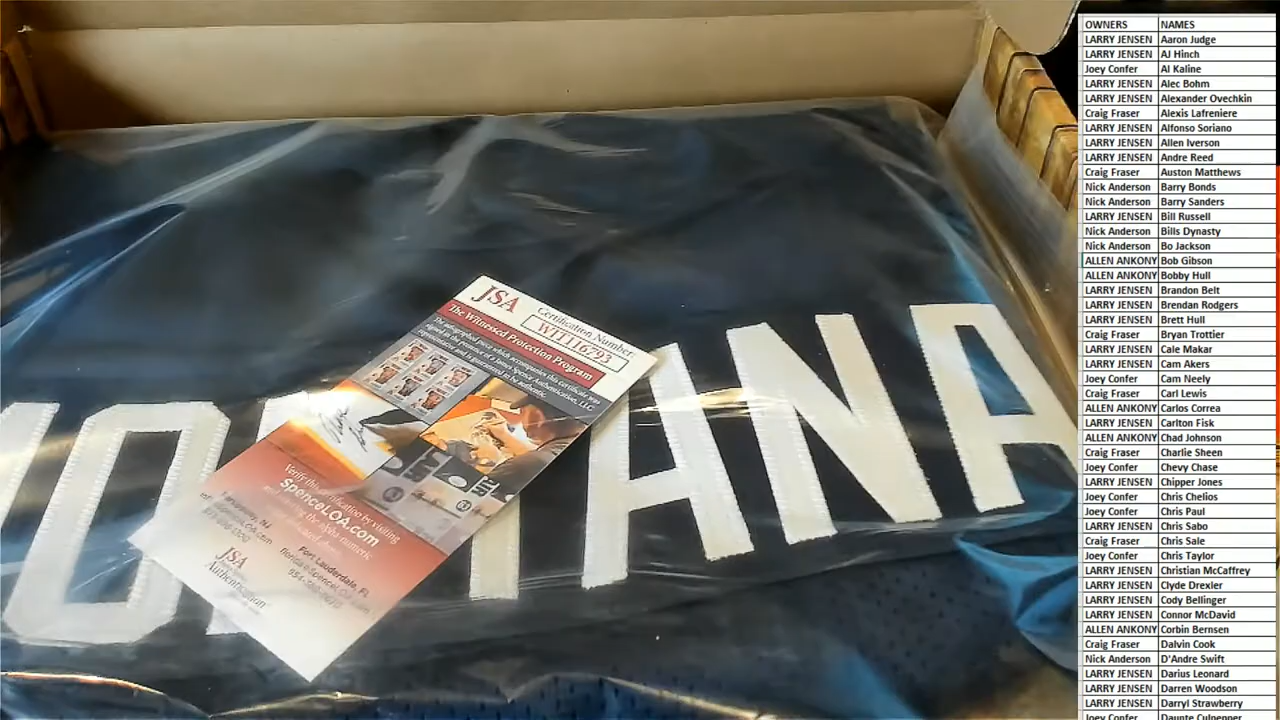 JSA
Certification Number:
WIT116793
The Witnessed Protection Program
Verify this certification by visiting
SpenceLOA.com
Parsippany, NJ
Fort Lauderdale, FL
JSA
Authentication
TANA
OWNERS NAMES
LARRY JENSEN Aaron Judge
LARRY JENSEN AJ Hinch
Joey Confer Al Kaline
LARRY JENSEN Alec Bohm
LARRY JENSEN Alexander Ovechkin
Craig Fraser Alexis Lafreniere
LARRY JENSEN Alfonso Soriano
LARRY JENSEN Allen Iverson
LARRY JENSEN Andre Reed
Craig Fraser Auston Matthews
Nick Anderson Barry Bonds
Nick Anderson Barry Sanders
LARRY JENSEN Bill Russell
Nick Anderson Bills Dynasty
Nick Anderson Bo Jackson
ALLEN ANKONY Bob Gibson
ALLEN ANKONY Bobby Hull
LARRY JENSEN Brandon Belt
LARRY JENSEN Brendan Rodgers
LARRY JENSEN Brett Hull
Craig Fraser Bryan Trottier
LARRY JENSEN Cale Makar
LARRY JENSEN Cam Akers
Joey Confer Cam Neely
Craig Fraser Carl Lewis
ALLEN ANKONY Carlos Correa
LARRY JENSEN Carlton Fisk
ALLEN ANKONY Chad Johnson
Craig Fraser Charlie Sheen
Joey Confer Chevy Chase
LARRY JENSEN Chipper Jones
Joey Confer Chris Chelios
Joey Confer Chris Paul
LARRY JENSEN Chris Sabo
Craig Fraser Chris Sale
Joey Confer Chris Taylor
LARRY JENSEN Christian McCaffrey
LARRY JENSEN Clyde Drexler
LARRY JENSEN Cody Bellinger
LARRY JENSEN Connor McDavid
ALLEN ANKONY Corbin Bernsen
Craig Fraser Dalvin Cook
Nick Anderson D'Andre Swift
LARRY JENSEN Darius Leonard
LARRY JENSEN Darren Woodson
LARRY JENSEN Darryl Strawberry
Joey Confer Daunte Culpepper